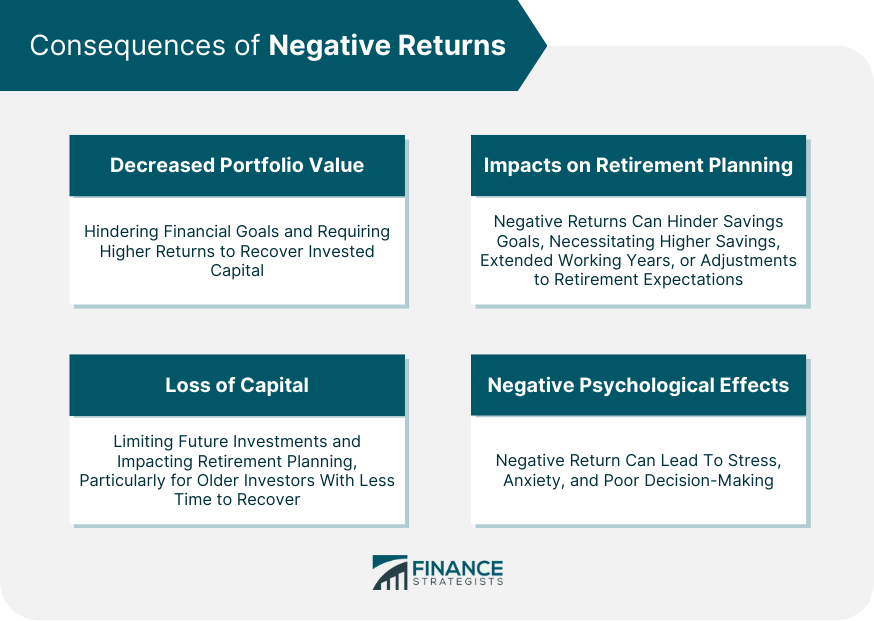 Consequences of Negative Returns
Decreased Portfolio Value
Hindering Financial Goals and Requiring
Higher Returns to Recover Invested
Capital
Impacts on Retirement Planning
Negative Returns Can Hinder Savings
Goals, Necessitating Higher Savings,
Extended Working Years, or Adjustments
to Retirement Expectations
Loss of Capital
Limiting Future Investments and
Impacting Retirement Planning,
Particularly for Older Investors With Less
Time to Recover
Negative Psychological Effects
Negative Return Can Lead To Stress,
Anxiety, and Poor Decision-Making
FINANCE
STRATEGISTS